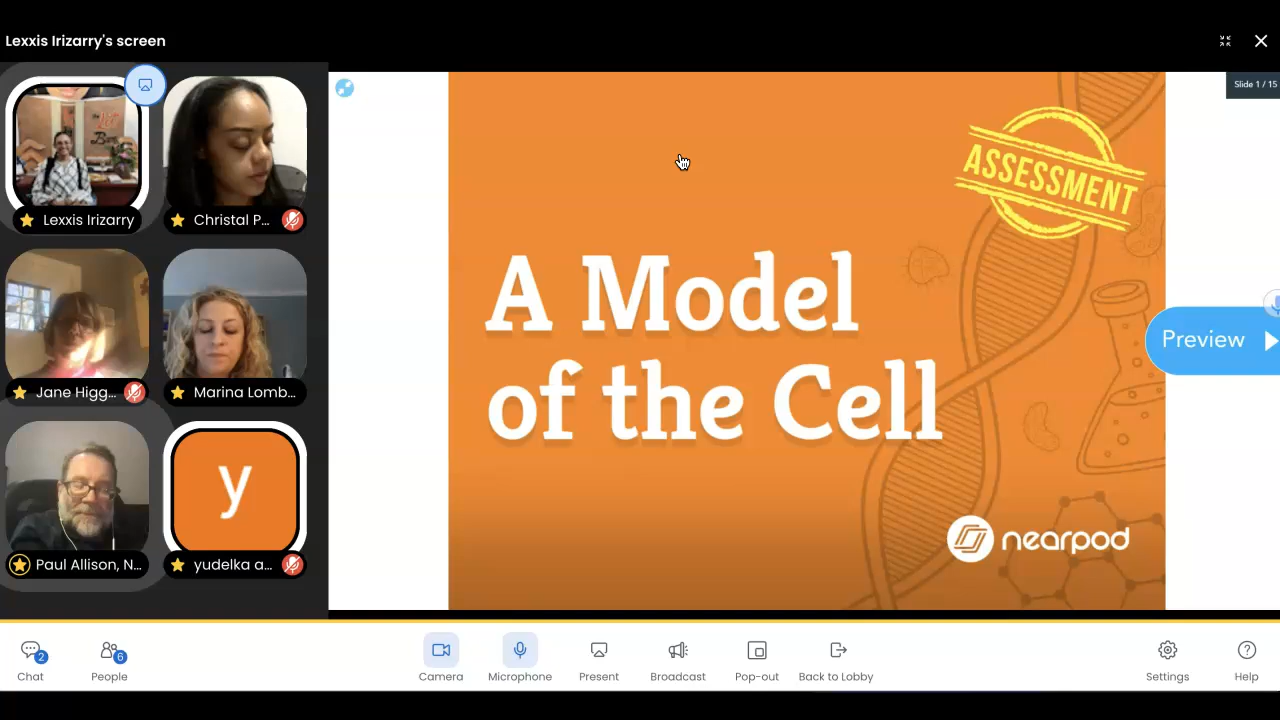 Lexxis Irizarry's screen
Lexxis Irizarry
Christal P...
Jane Higg...
Marina Lomb...
Paul Allison, N...
y
yudelka a...
Slide 1 / 15
ASSESSMENT
A Model
of the Cell
nearpod
Preview
2
Chat
6
People
Camera
Microphone
Present
Broadcast
Pop-out
Back to Lobby
Settings
Help